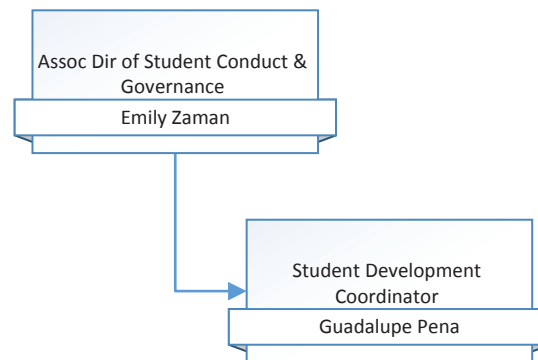 Assoc Dir of Student Conduct &
Governance
Emily Zaman
Student Development
Coordinator
Guadalupe Pena